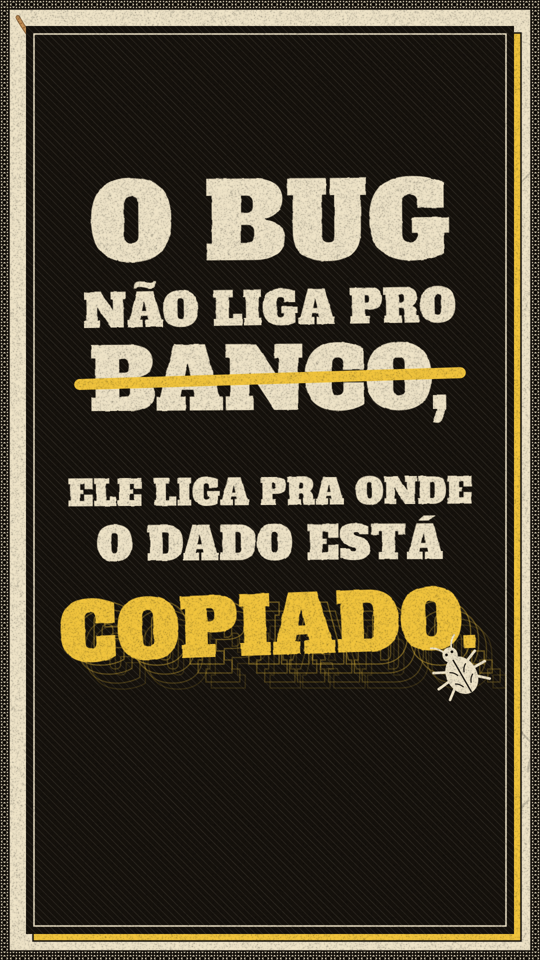 O BUG
NÃO LIGA PRO
BANCO,
ELE LIGA PRA ONDE
O DADO ESTÁ
COPIADO.